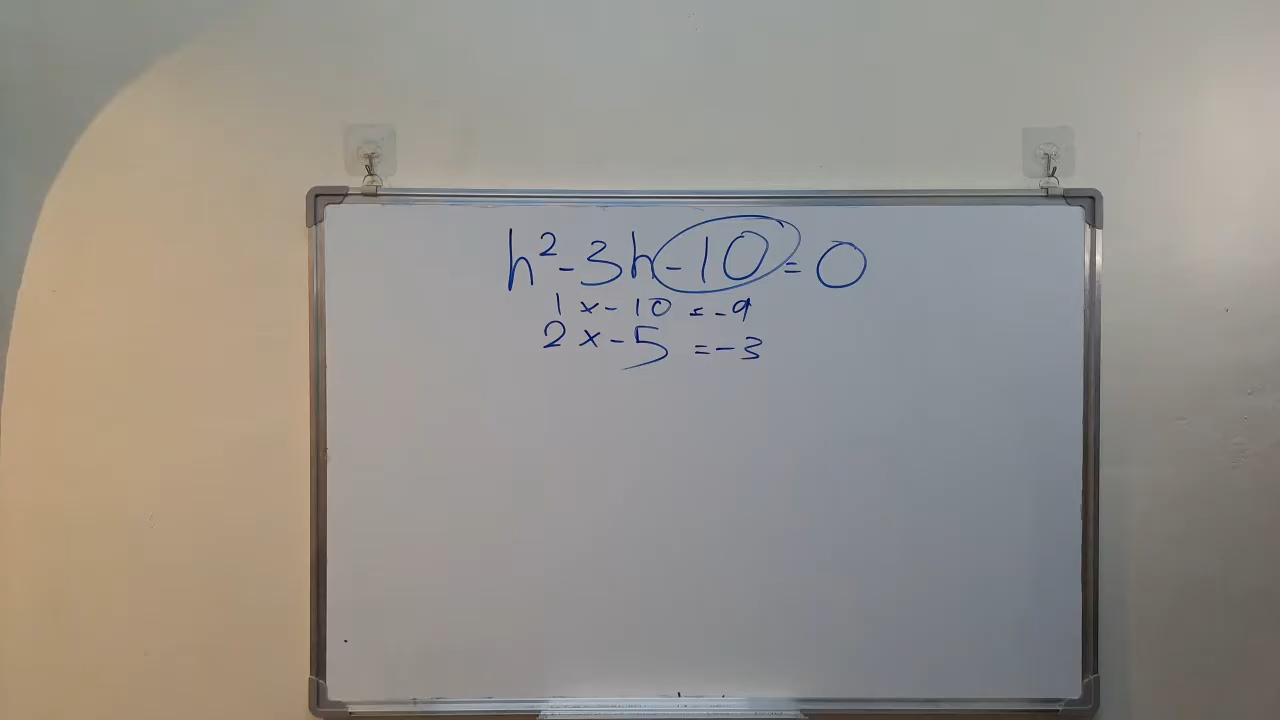 h² - 3h - 10 = 0
1 x - 10 = - 9
2 x - 5 = - 3